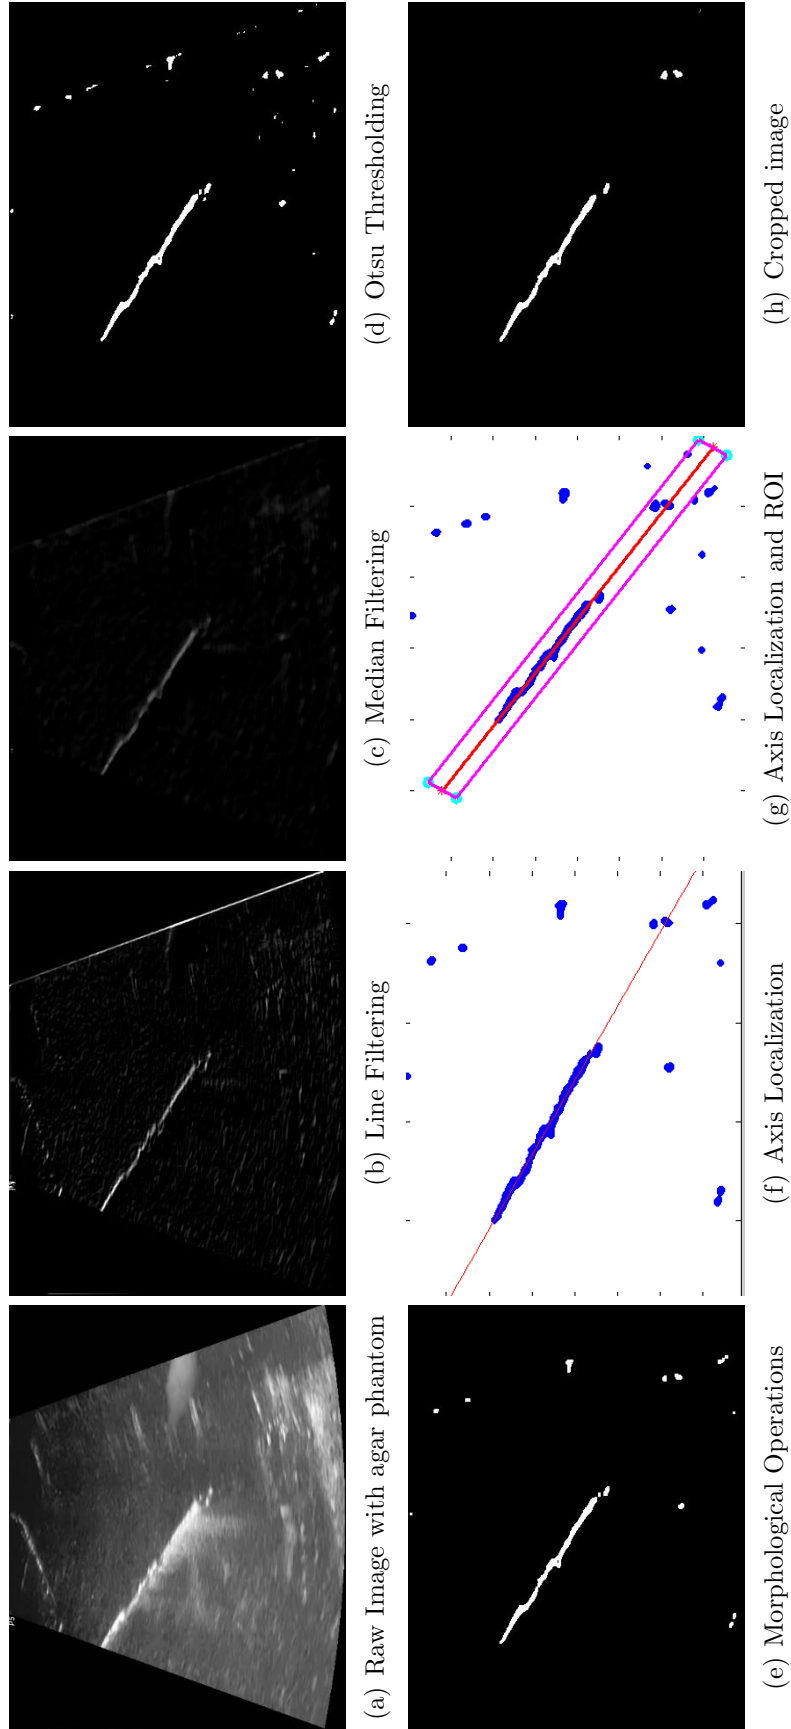 (a) Raw Image with agar phantom
(b) Line Filtering
(c) Median Filtering
(d) Otsu Thresholding
(e) Morphological Operations
(f) Axis Localization
(g) Axis Localization and ROI
(h) Cropped image